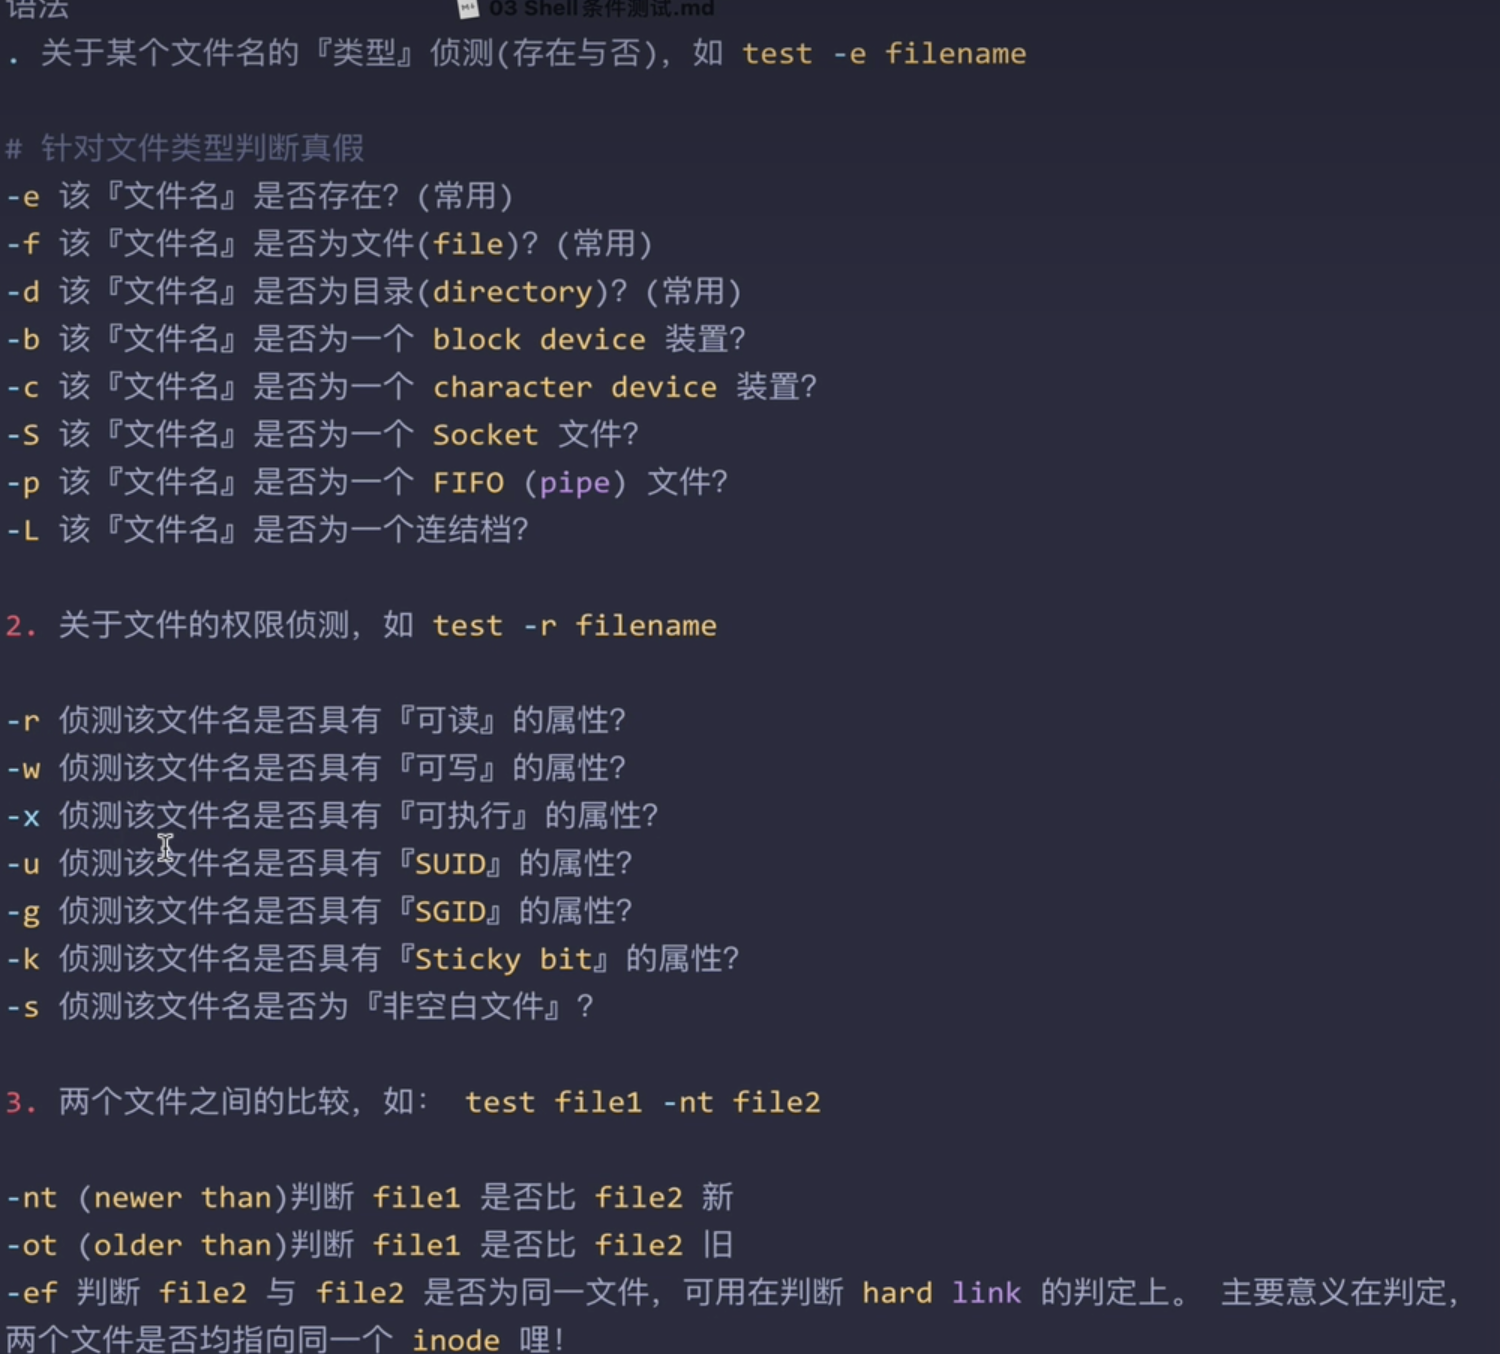 语法
03 Shell条件测试.md
. 关于某个文件名的『类型』侦测(存在与否)，如 test -e filename
# 针对文件类型判断真假
-e 该『文件名』是否存在？(常用)
-f 该『文件名』是否为文件(file)？(常用)
-d 该『文件名』是否为目录(directory)？(常用)
-b 该『文件名』是否为一个 block device 装置？
-c 该『文件名』是否为一个 character device 装置？
-S 该『文件名』是否为一个 Socket 文件？
-p 该『文件名』是否为一个 FIFO (pipe) 文件？
-L 该『文件名』是否为一个连结档？
2. 关于文件的权限侦测，如 test -r filename
-r 侦测该文件名是否具有『可读』的属性？
-w 侦测该文件名是否具有『可写』的属性？
-x 侦测该文件名是否具有『可执行』的属性？
-u 侦测该文件名是否具有『SUID』的属性？
-g 侦测该文件名是否具有『SGID』的属性？
-k 侦测该文件名是否具有『Sticky bit』的属性？
-s 侦测该文件名是否为『非空白文件』？
3. 两个文件之间的比较，如： test file1 -nt file2
-nt (newer than)判断 file1 是否比 file2 新
-ot (older than)判断 file1 是否比 file2 旧
-ef 判断 file2 与 file2 是否为同一文件，可用在判断 hard link 的判定上。 主要意义在判定，
两个文件是否均指向同一个 inode 哩！